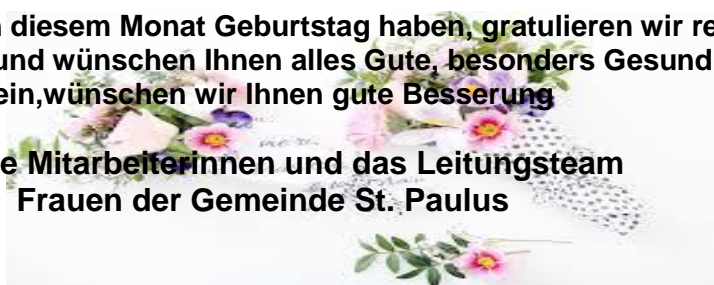 diesem Monat Geburtstag haben, gratulieren wir
und wünschen Ihnen alles Gute, besonders Gesund
ein,wünschen wir Ihnen gute Besserung
e Mitarbeiterinnen und das Leitungsteam
Frauen der Gemeinde St. Paulus